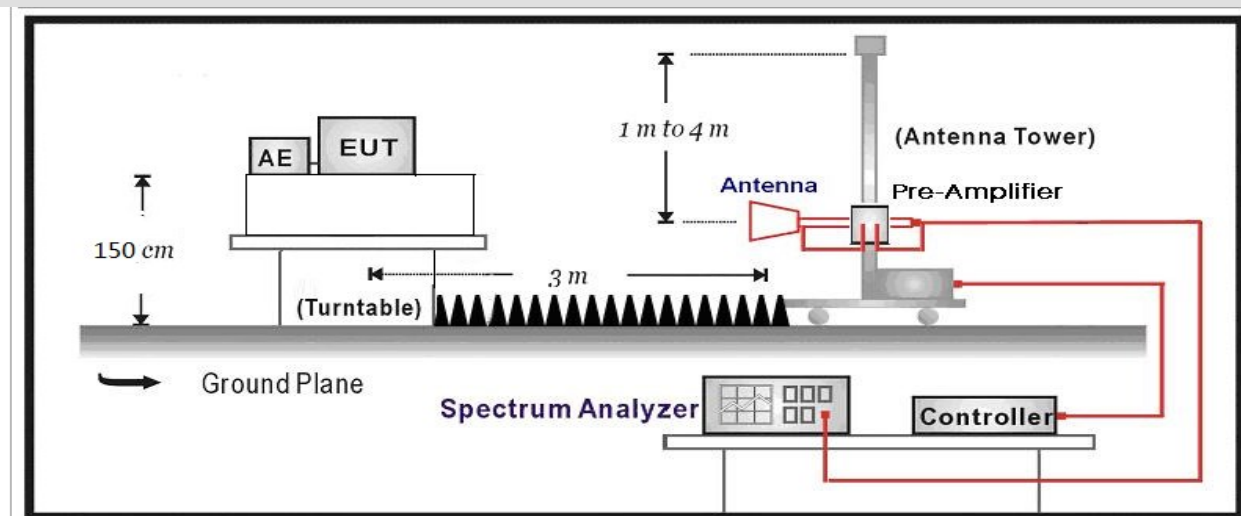 1 m to 4 m
(Antenna Tower)
AE
EUT
Antenna
Pre-Amplifier
150 cm
3 m
(Turntable)
Ground Plane
Spectrum Analyzer
Controller